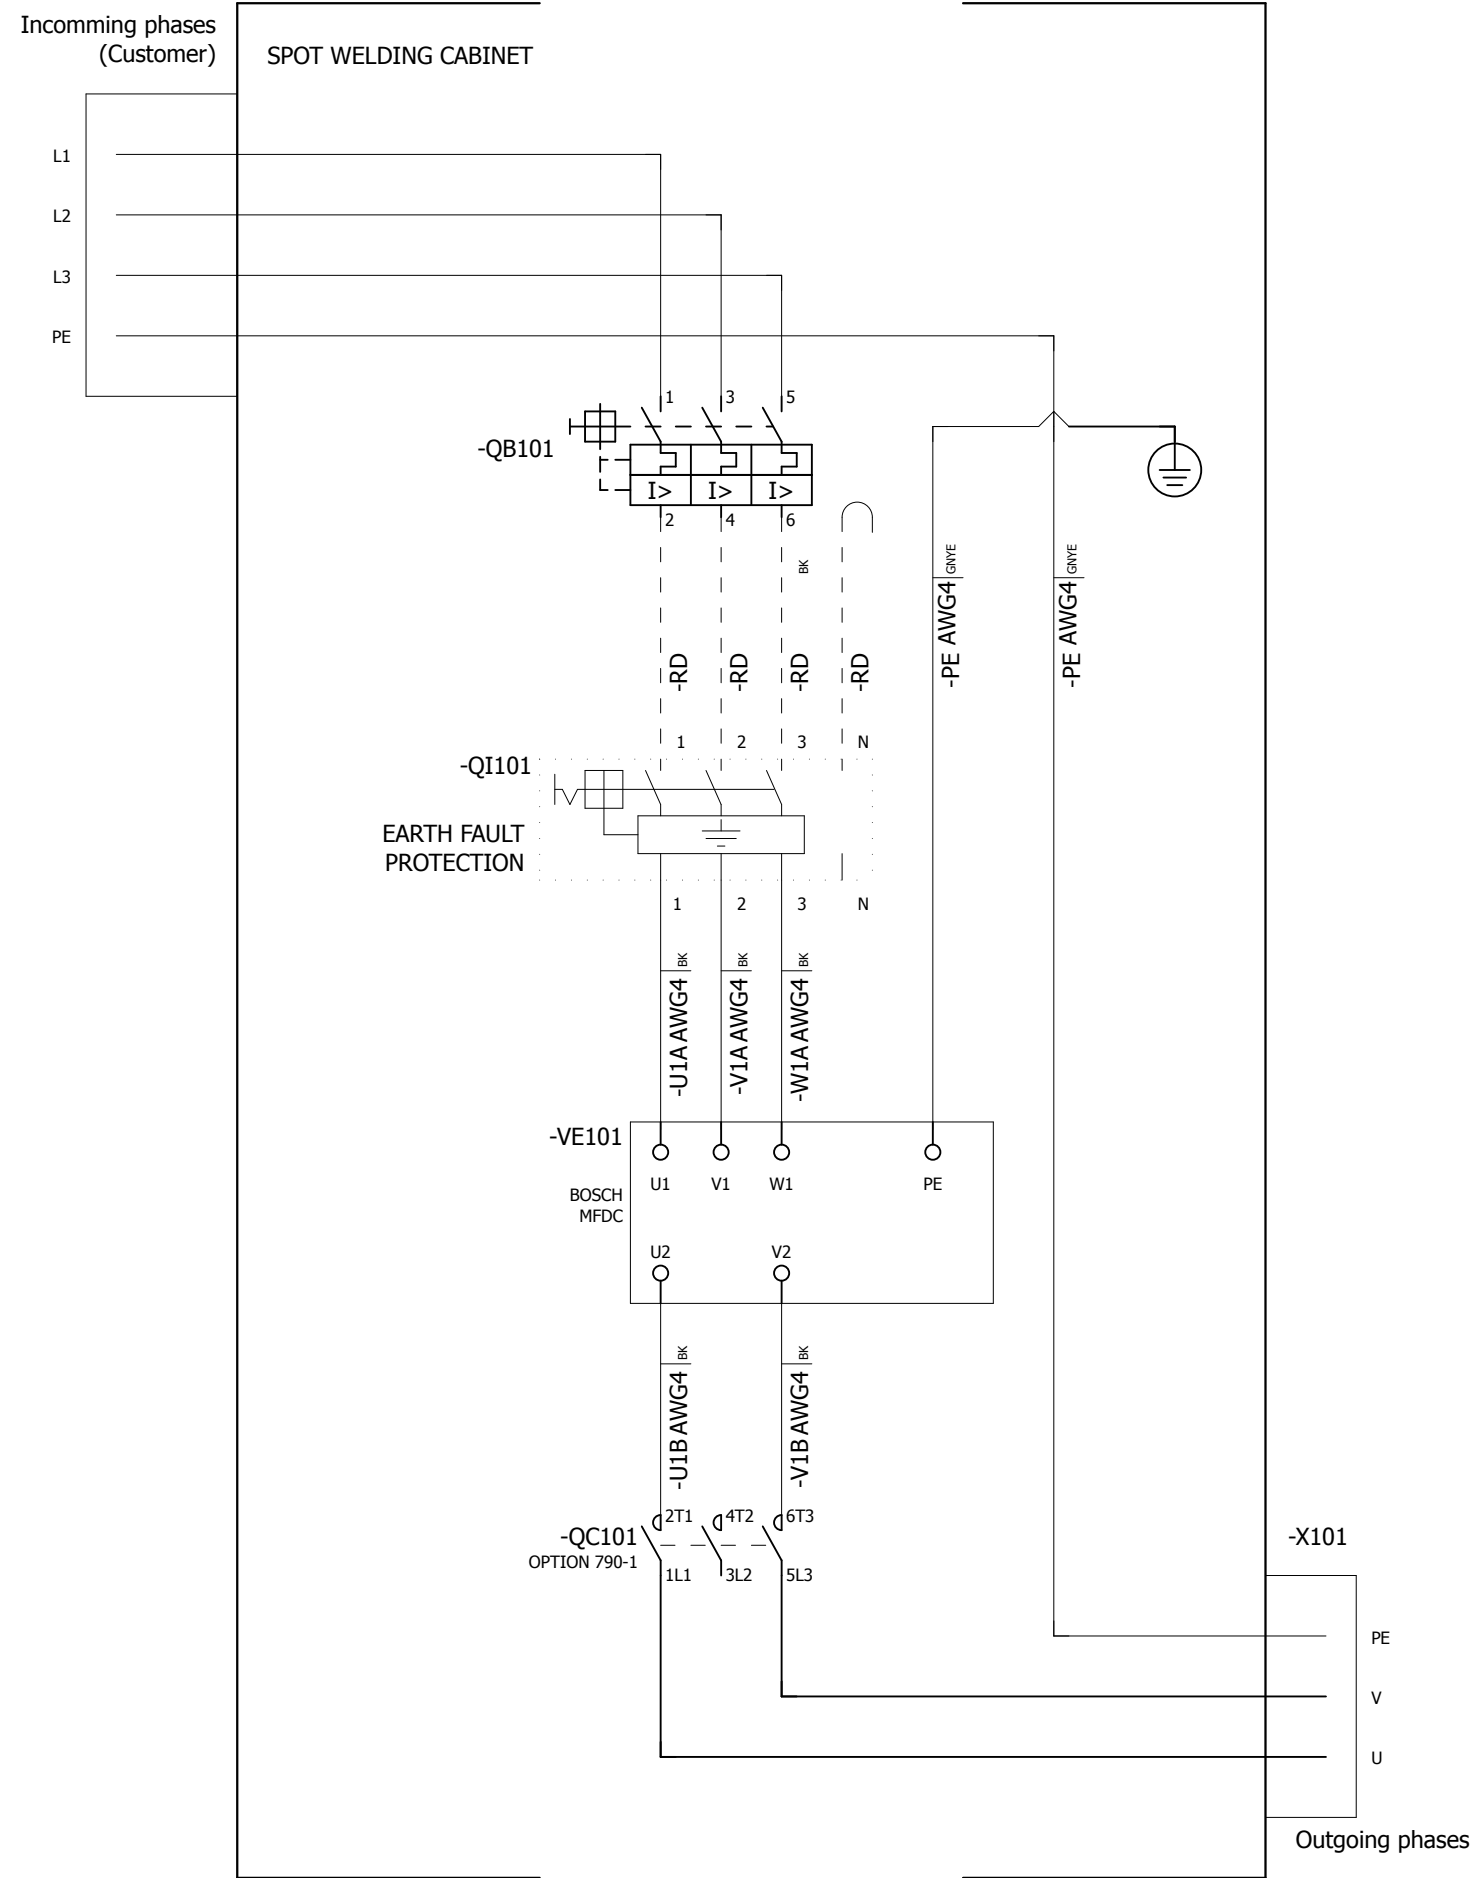 Incomming phases
(Customer)
SPOT WELDING CABINET
L1
L2
L3
PE
1 3 5
-QB101
I> I> I>
2 4 6
BK
GNYE GNYE
-PE AWG4 -PE AWG4
-RD -RD -RD -RD
1 2 3 N
-QI101
EARTH FAULT
PROTECTION
1 2 3 N
BK BK BK
-U1A AWG4 -V1A AWG4 -W1A AWG4
-VE101
BOSCH
MFDC
U1 V1 W1 PE
U2 V2
BK BK
-U1B AWG4 -V1B AWG4
2T1 4T2 6T3
-QC101
OPTION 790-1
1L1 3L2 5L3
-X101
PE
V
U
Outgoing phases